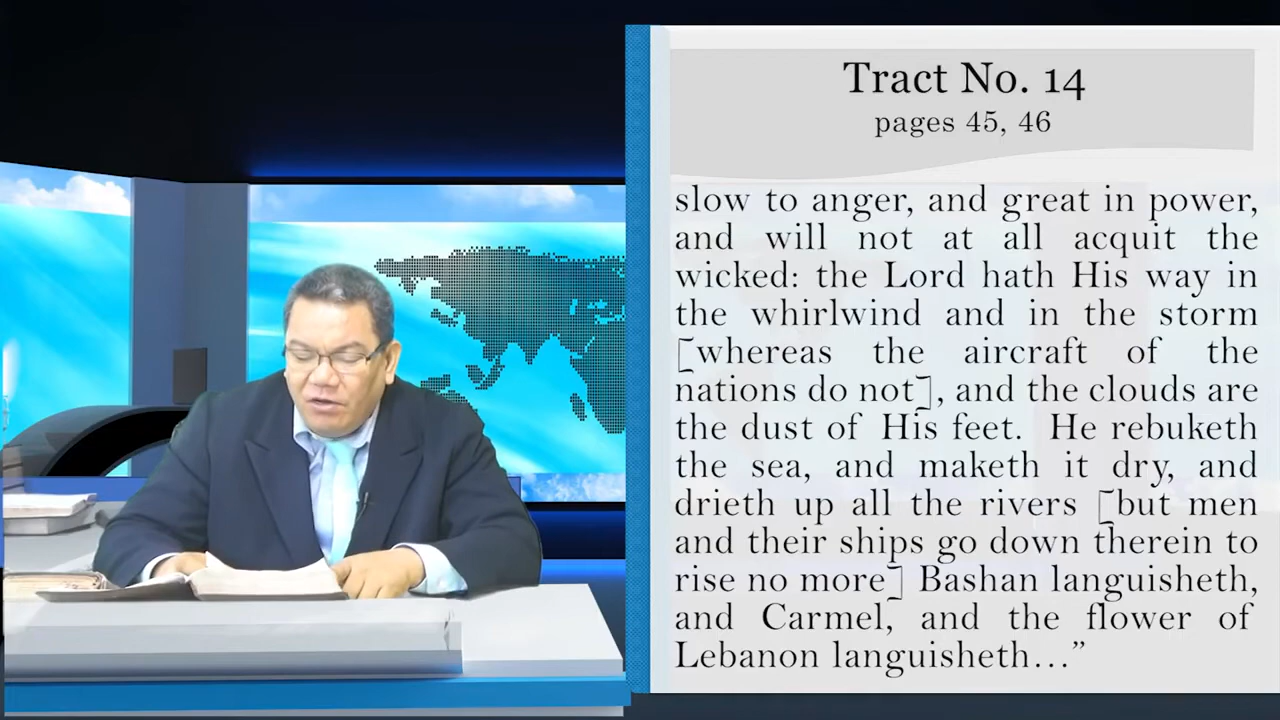 Tract No. 14
pages 45, 46
slow to anger, and great in power,
and will not at all acquit the
wicked: the Lord hath His way in
the whirlwind and in the storm
[whereas the aircraft of the
nations do not], and the clouds are
the dust of His feet. He rebuketh
the sea, and maketh it dry, and
drieth up all the rivers [but men
and their ships go down therein to
rise no more] Bashan languisheth,
and Carmel, and the flower of
Lebanon languisheth…”